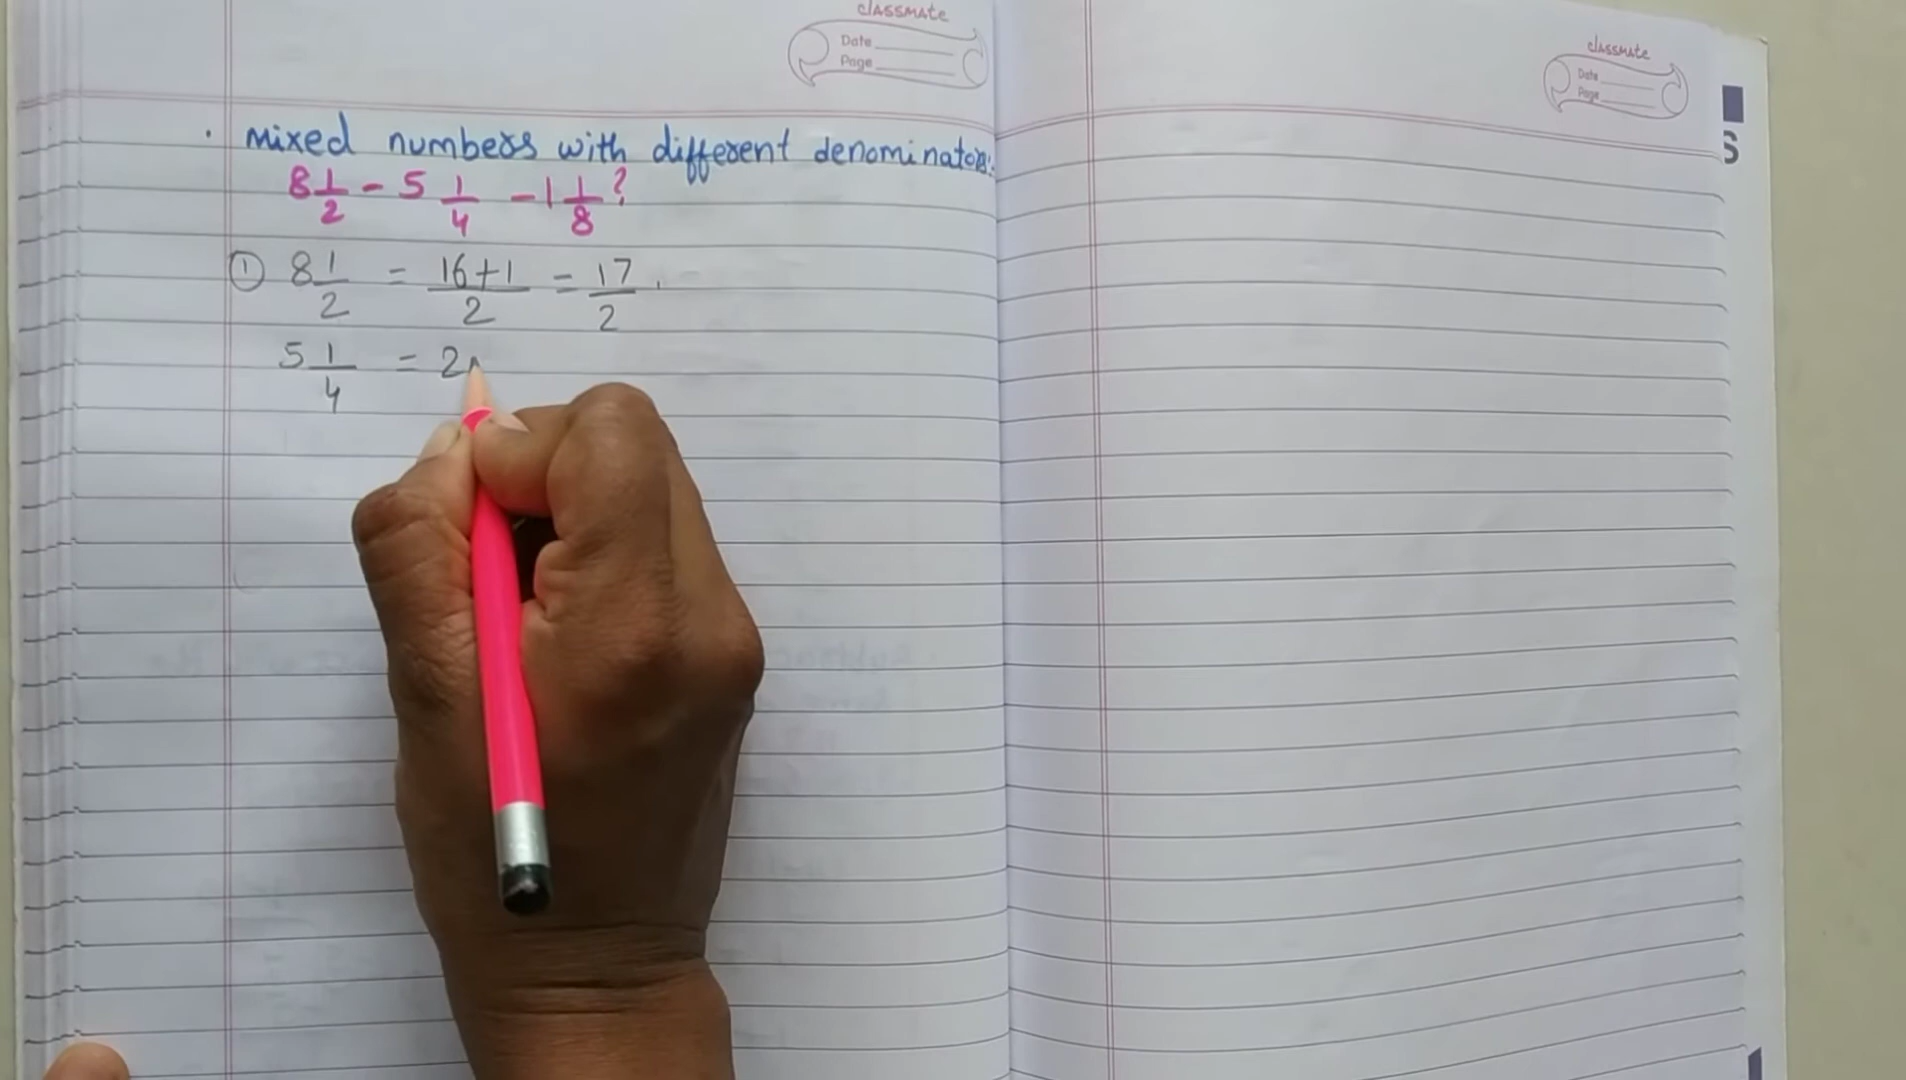 classmate
Date
Page
classmate
Date
Page
S
. mixed numbers with different denominators:
8 1/2 - 5 1/4 - 1 1/8 ?
① 8 1/2 = 16+1/2 = 17/2 .
5 1/4 = 2